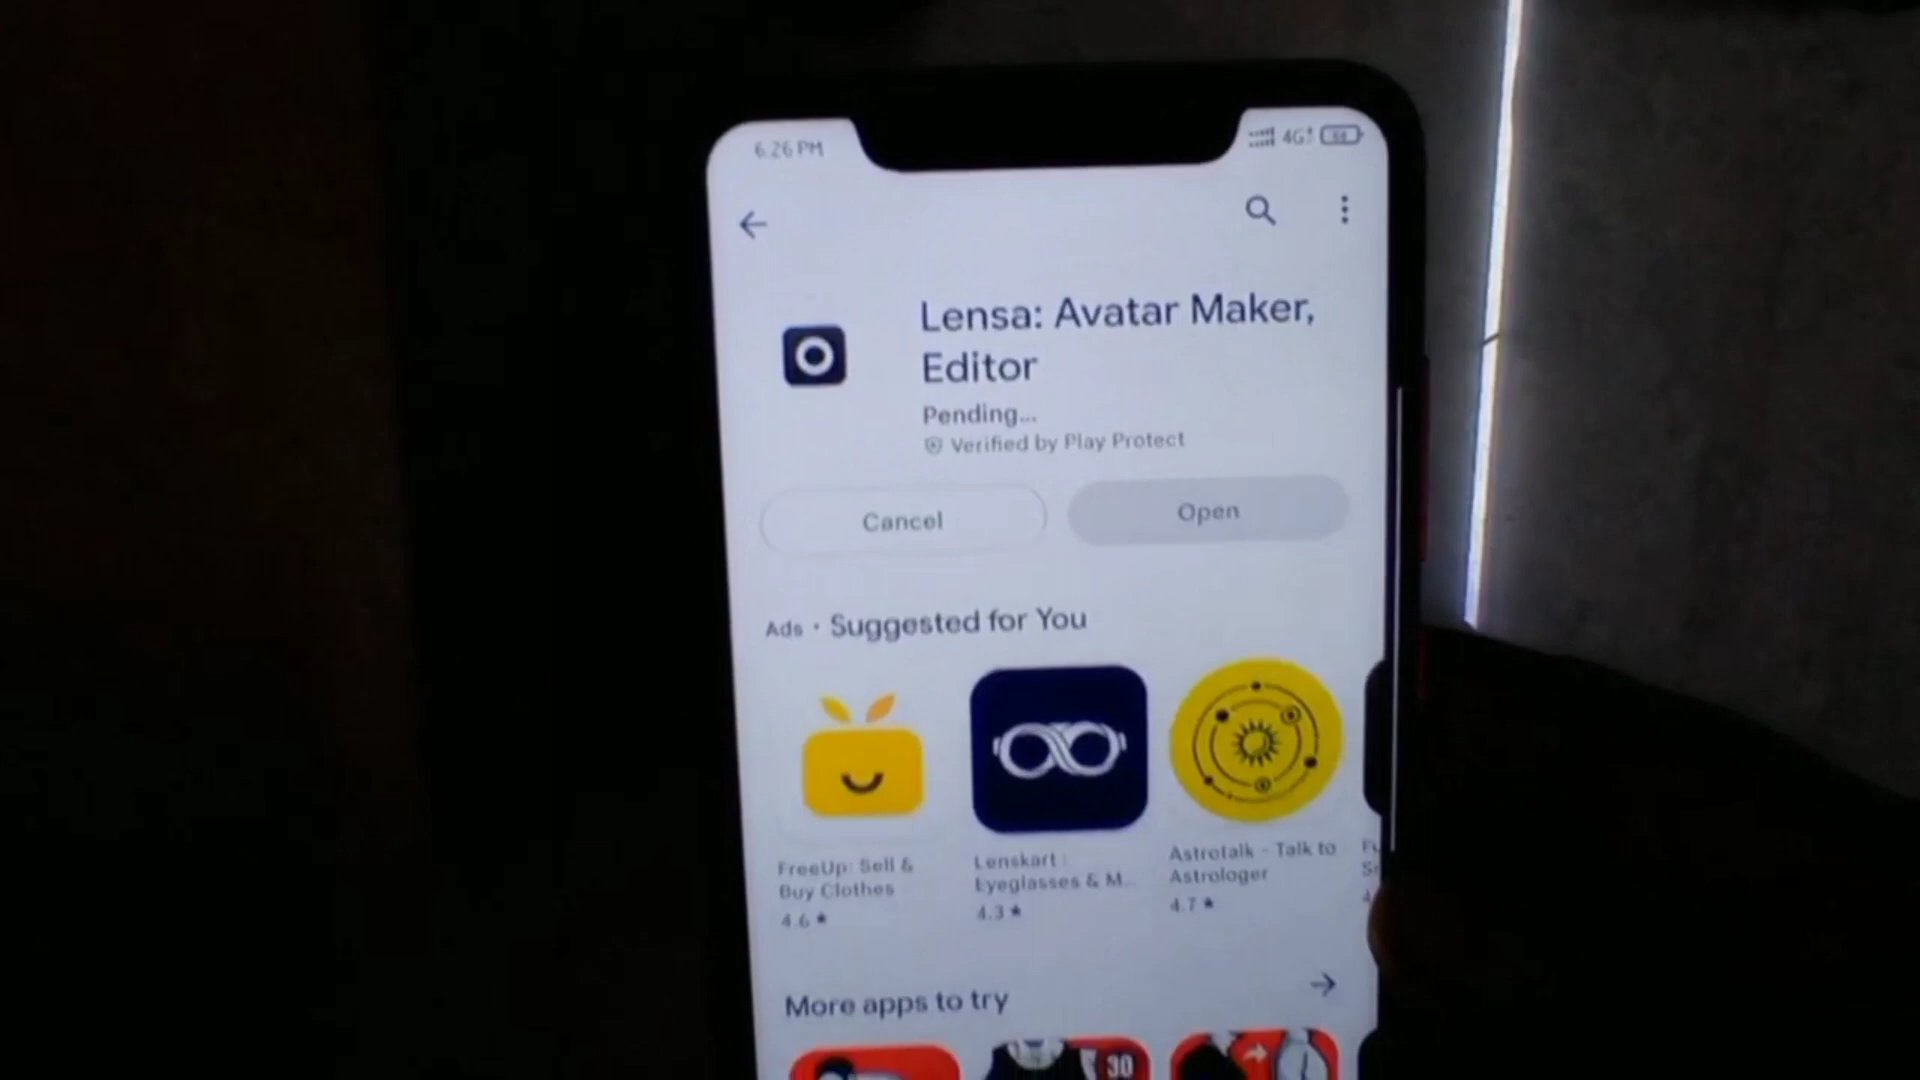 6:26 PM
4G
Lensa: Avatar Maker,
Editor
Pending...
Verified by Play Protect
Cancel
Open
Ads • Suggested for You
FreeUp: Sell &
Buy Clothes
4.6 ★
Lenskart :
Eyeglasses & M...
4.3 ★
Astrotalk - Talk to
Astrologer
4.7 ★
More apps to try
30